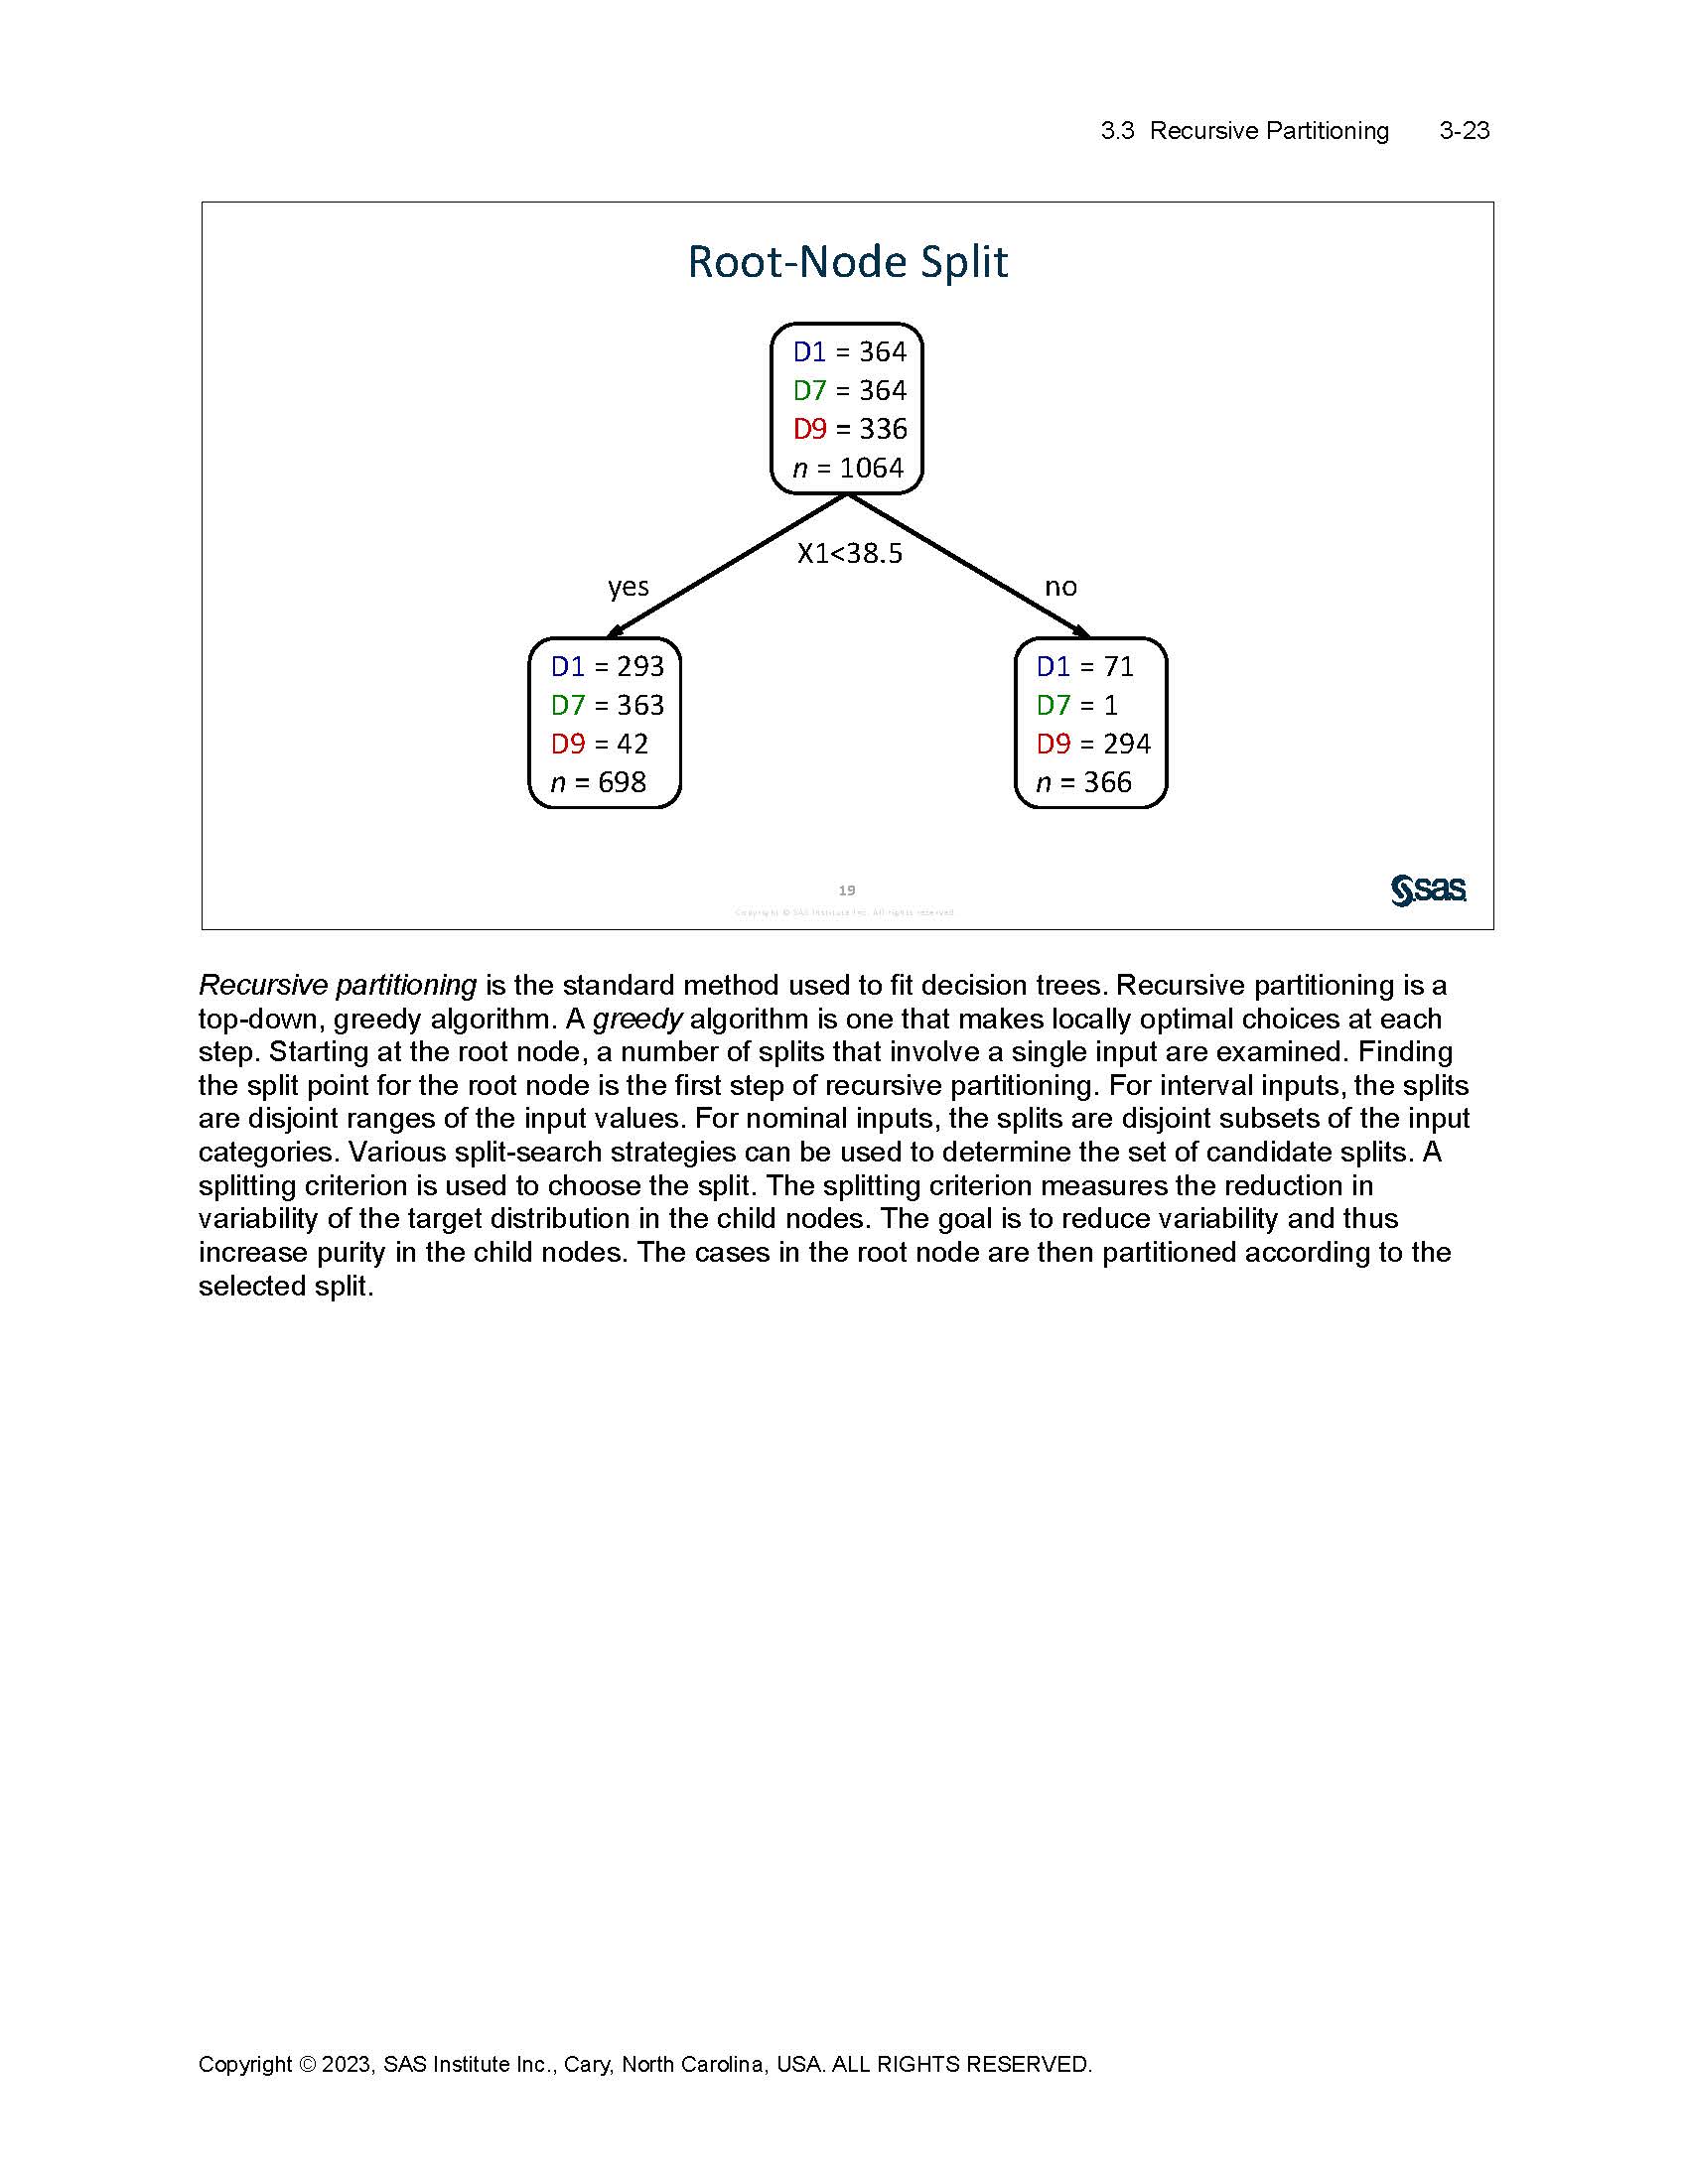 3.3 Recursive Partitioning 3-23
Root-Node Split
D1 = 364
D7 = 364
D9 = 336
n = 1064
X1<38.5
yes
no
D1 = 293
D7 = 363
D9 = 42
n = 698
D1 = 71
D7 = 1
D9 = 294
n = 366
19
Copyright © SAS Institute Inc. All rights reserved.
sas
Recursive partitioning is the standard method used to fit decision trees. Recursive partitioning is a
top-down, greedy algorithm. A greedy algorithm is one that makes locally optimal choices at each
step. Starting at the root node, a number of splits that involve a single input are examined. Finding
the split point for the root node is the first step of recursive partitioning. For interval inputs, the splits
are disjoint ranges of the input values. For nominal inputs, the splits are disjoint subsets of the input
categories. Various split-search strategies can be used to determine the set of candidate splits. A
splitting criterion is used to choose the split. The splitting criterion measures the reduction in
variability of the target distribution in the child nodes. The goal is to reduce variability and thus
increase purity in the child nodes. The cases in the root node are then partitioned according to the
selected split.
Copyright © 2023, SAS Institute Inc., Cary, North Carolina, USA. ALL RIGHTS RESERVED.